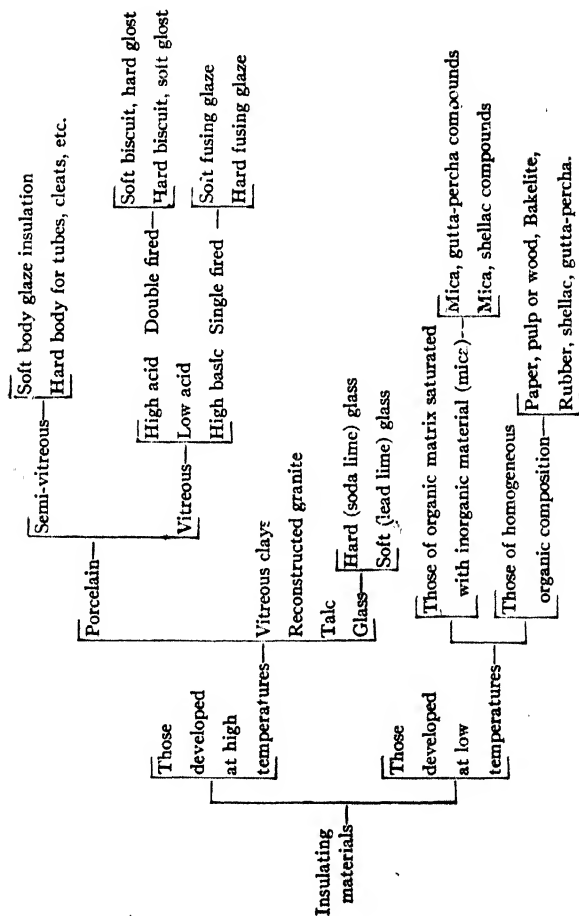 Insulating
materials—
Those
developed
at high
temperatures—
Porcelain—
Semi-vitreous—
Soft body glaze insulation
Hard body for tubes, cleats, etc.
Vitreous—
High acid Double fired—
Soft biscuit, hard glost
Hard biscuit, soft glost
Low acid
High basic Single fired—
Soft fusing glaze
Hard fusing glaze
Vitreous clays
Reconstructed granite
Talc
Glass—
Hard (soda lime) glass
Soft (lead lime) glass
Those
developed
at low
temperatures—
Those of organic matrix saturated
with inorganic material (mica)—
Mica, gutta-percha compounds
Mica, shellac compounds
Those of homogeneous
organic composition—
Paper, pulp or wood, Bakelite,
Rubber, shellac, gutta-percha.